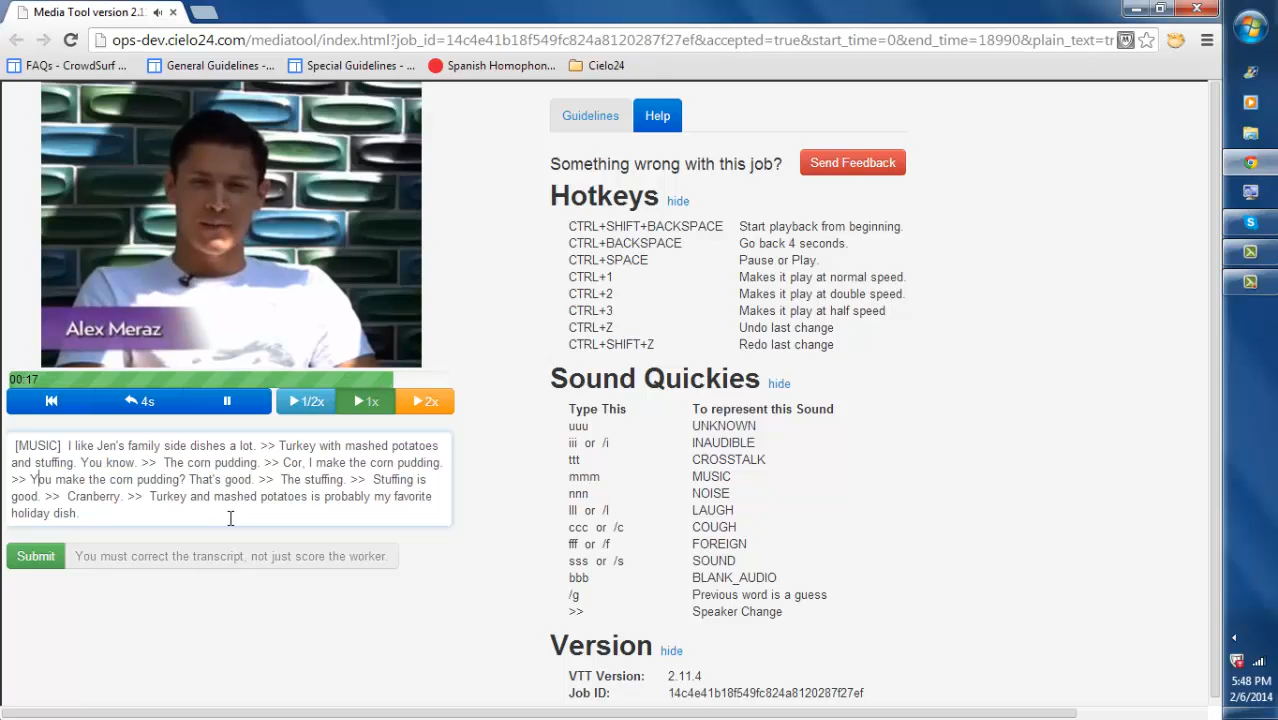 Media Tool version 2.1
ops-dev.cielo24.com/mediatool/index.html?job_id=14c4e41b18f549fc824a8120287f27ef&accepted=true&start_time=0&end_time=18990&plain_text=tr
FAQs - CrowdSurf ... General Guidelines -... Special Guidelines - ... Spanish Homophon... Cielo24
Alex Meraz
00:17
4s 1/2x 1x 2x
[MUSIC] I like Jen's family side dishes a lot. >> Turkey with mashed potatoes
and stuffing. You know. >> The corn pudding. >> Cor, I make the corn pudding.
>> You make the corn pudding? That's good. >> The stuffing. >> Stuffing is
good. >> Cranberry. >> Turkey and mashed potatoes is probably my favorite
holiday dish.
Submit You must correct the transcript, not just score the worker.
Guidelines Help
Something wrong with this job? Send Feedback
Hotkeys hide
CTRL+SHIFT+BACKSPACE Start playback from beginning.
CTRL+BACKSPACE Go back 4 seconds.
CTRL+SPACE Pause or Play.
CTRL+1 Makes it play at normal speed.
CTRL+2 Makes it play at double speed.
CTRL+3 Makes it play at half speed
CTRL+Z Undo last change
CTRL+SHIFT+Z Redo last change
Sound Quickies hide
Type This To represent this Sound
uuu UNKNOWN
iii or /i INAUDIBLE
ttt CROSSTALK
mmm MUSIC
nnn NOISE
lll or /l LAUGH
ccc or /c COUGH
fff or /f FOREIGN
sss or /s SOUND
bbb BLANK_AUDIO
/g Previous word is a guess
>> Speaker Change
Version hide
VTT Version: 2.11.4
Job ID: 14c4e41b18f549fc824a8120287f27ef
5:48 PM
2/6/2014